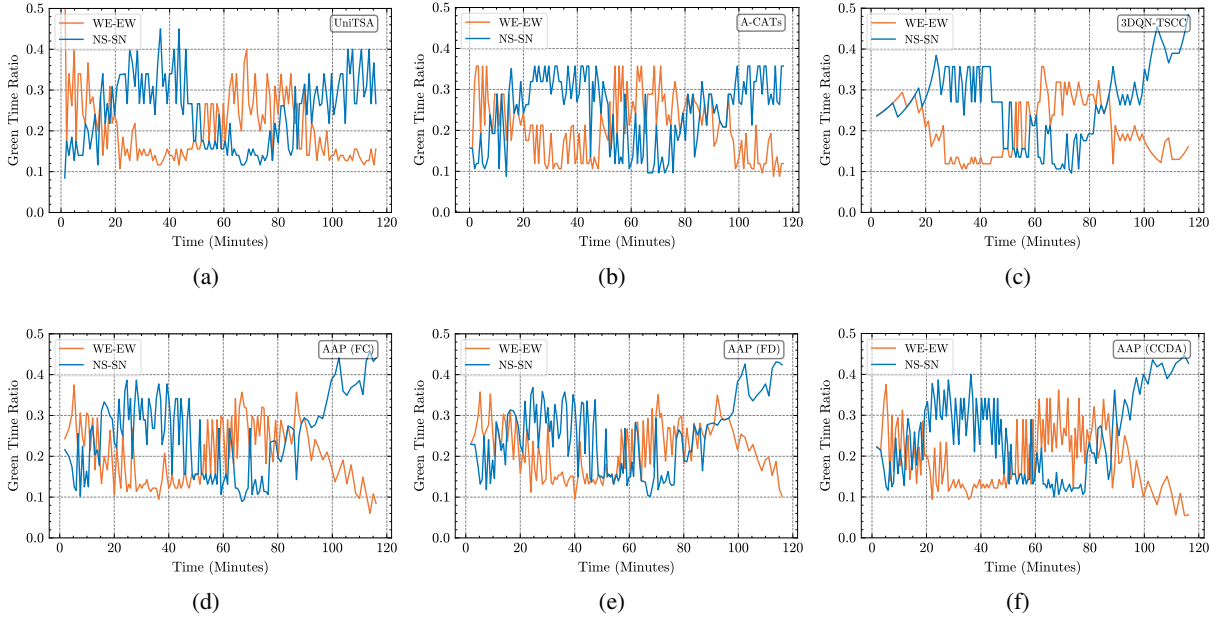 UniTSA
WE-EW
NS-SN
Green Time Ratio
0.5
0.4
0.3
0.2
0.1
0.0
0 20 40 60 80 100 120
Time (Minutes)
(a)
A-CATs
WE-EW
NS-SN
Green Time Ratio
0.5
0.4
0.3
0.2
0.1
0.0
0 20 40 60 80 100 120
Time (Minutes)
(b)
3DQN-TSCC
WE-EW
NS-SN
Green Time Ratio
0.5
0.4
0.3
0.2
0.1
0.0
0 20 40 60 80 100 120
Time (Minutes)
(c)
AAP (FC)
WE-EW
NS-SN
Green Time Ratio
0.5
0.4
0.3
0.2
0.1
0.0
0 20 40 60 80 100 120
Time (Minutes)
(d)
AAP (FD)
WE-EW
NS-SN
Green Time Ratio
0.5
0.4
0.3
0.2
0.1
0.0
0 20 40 60 80 100 120
Time (Minutes)
(e)
AAP (CCDA)
WE-EW
NS-SN
Green Time Ratio
0.5
0.4
0.3
0.2
0.1
0.0
0 20 40 60 80 100 120
Time (Minutes)
(f)